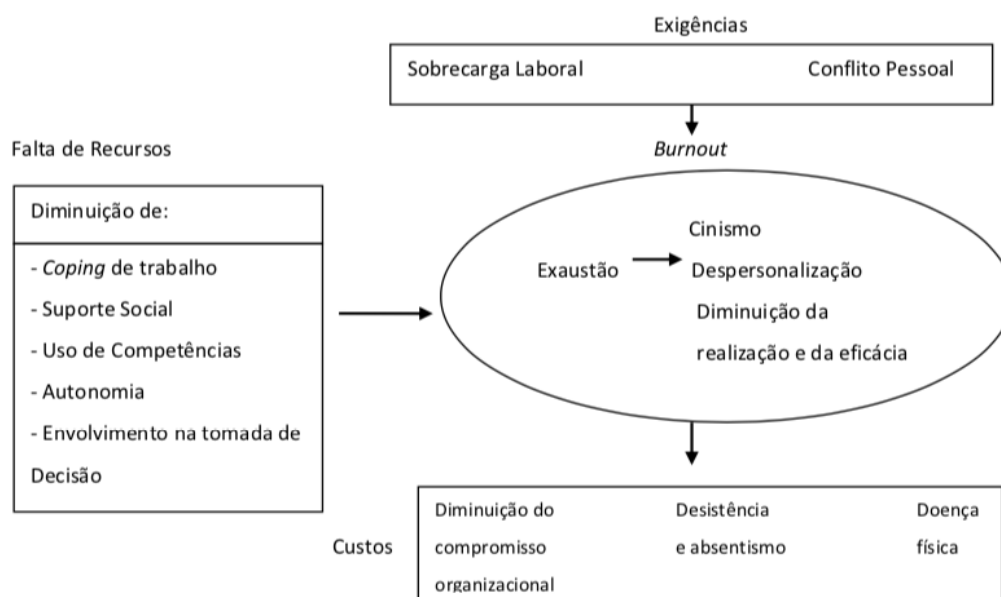 Exigências
Sobrecarga Laboral Conflito Pessoal
Falta de Recursos
Diminuição de:
- Coping de trabalho
- Suporte Social
- Uso de Competências
- Autonomia
- Envolvimento na tomada de
Decisão
Burnout
Exaustão
Cinismo
Despersonalização
Diminuição da
realização e da eficácia
Custos
Diminuição do
compromisso
organizacional
Desistência
e absentismo
Doença
física